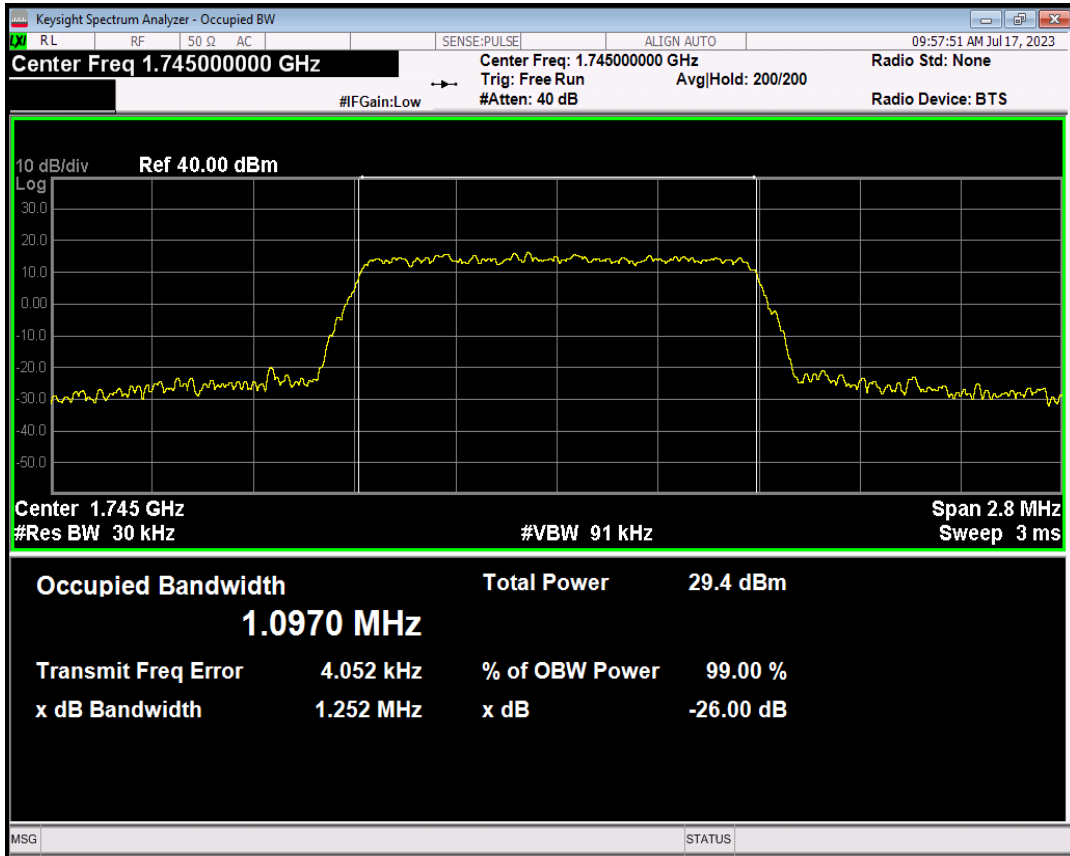 Keysight Spectrum Analyzer - Occupied BW
LXI RL RF 50 Ω AC SENSE:PULSE ALIGN AUTO 09:57:51 AM Jul 17, 2023
Center Freq 1.745000000 GHz Center Freq: 1.745000000 GHz Radio Std: None
Trig: Free Run Avg|Hold: 200/200
#IFGain:Low #Atten: 40 dB Radio Device: BTS
10 dB/div Ref 40.00 dBm
Log
30.0
20.0
10.0
0.00
-10.0
-20.0
-30.0
-40.0
-50.0
Center 1.745 GHz Span 2.8 MHz
#Res BW 30 kHz #VBW 91 kHz Sweep 3 ms
Occupied Bandwidth Total Power 29.4 dBm
1.0970 MHz
Transmit Freq Error 4.052 kHz % of OBW Power 99.00 %
x dB Bandwidth 1.252 MHz x dB -26.00 dB
MSG STATUS